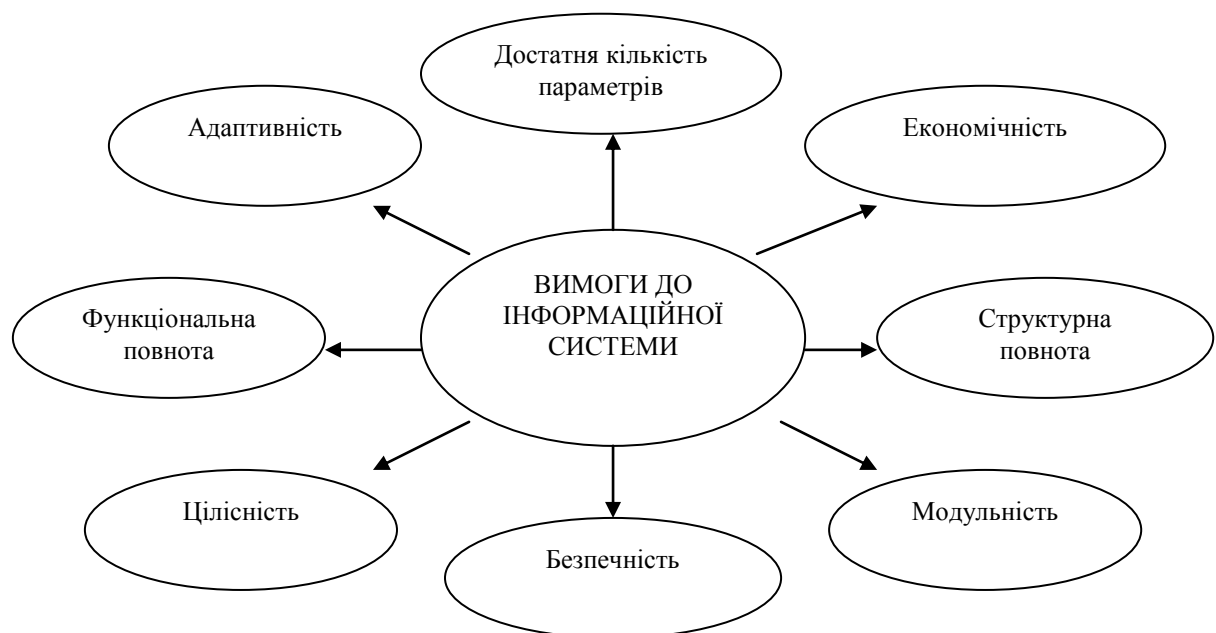 Достатня кількість
параметрів
Адаптивність
Економічність
ВИМОГИ ДО
ІНФОРМАЦІЙНОЇ
СИСТЕМИ
Функціональна
повнота
Структурна
повнота
Цілісність
Модульність
Безпечність